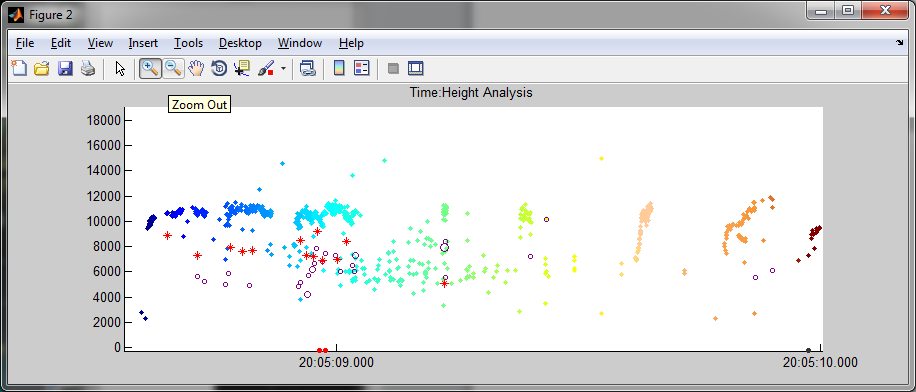 Figure 2
File Edit View Insert Tools Desktop Window Help
Zoom Out
Time:Height Analysis
18000
16000
14000
12000
10000
8000
6000
4000
2000
0
20:05:09.000 20:05:10.000